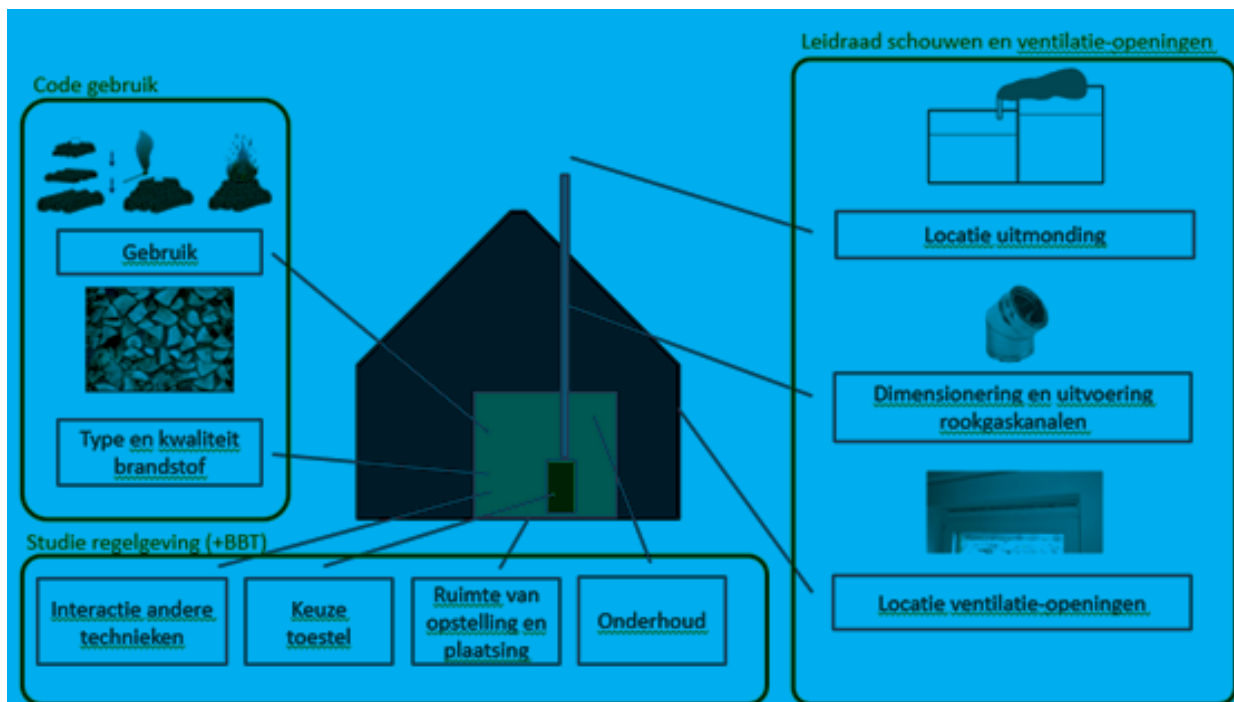 Code gebruik
Gebruik
Type en kwaliteit
brandstof
Studie regelgeving (+BBT)
Interactie andere
technieken
Keuze
toestel
Ruimte van
opstelling en
plaatsing
Onderhoud
Leidraad schouwen en ventilatie-openingen
Locatie uitmonding
Dimensionering en uitvoering
rookgaskanalen
Locatie ventilatie-openingen